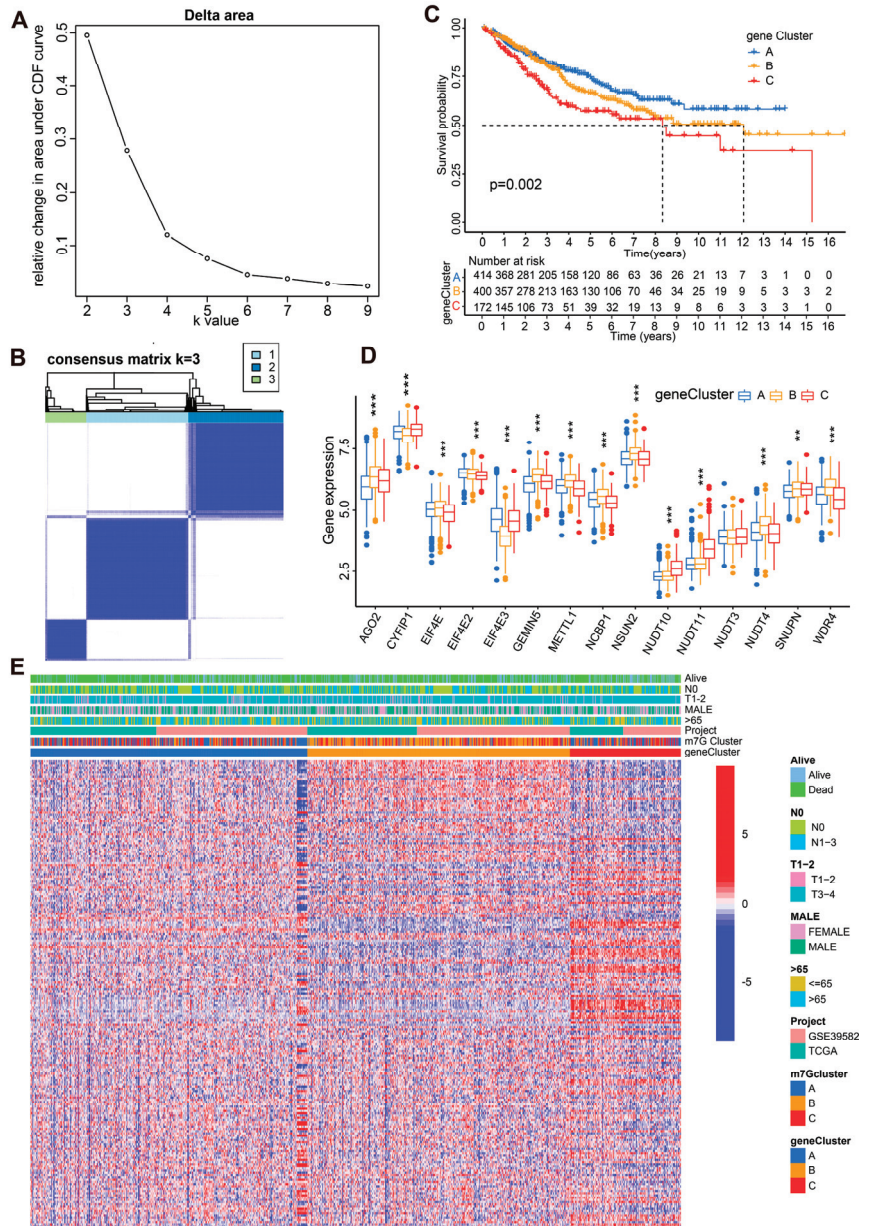 A
Delta area
relative change in area under CDF curve
0.5
0.4
0.3
0.2
0.1
2 3 4 5 6 7 8 9
k value
C
gene Cluster
A
B
C
Survival probability
1.00
0.75
0.50
0.25
0.00
p=0.002
0 1 2 3 4 5 6 7 8 9 10 11 12 13 14 15 16
Time(years)
Number at risk
geneCluster
A 414 368 281 205 158 120 86 63 36 26 21 13 7 3 1 0 0
B 400 357 278 213 163 130 106 70 46 34 25 19 9 5 3 3 2
C 172 145 106 73 51 39 32 19 13 9 8 6 3 3 3 1 0
0 1 2 3 4 5 6 7 8 9 10 11 12 13 14 15 16
Time (years)
B
consensus matrix k=3
1
2
3
D
geneCluster A B C
Gene expression
7.5
5.0
2.5
*** *** *** *** *** *** *** *** *** *** *** *** ** ***
AGO2 CYFIP1 EIF4E EIF4E2 EIF4E3 GEMIN5 METTL1 NCBP1 NSUN2 NUDT10 NUDT11 NUDT3 NUDT4 SNUPN WDR4
E
Alive
N0
T1-2
MALE
>65
Project
m7G Cluster
geneCluster
5
0
-5
Alive
Alive
Dead
N0
N0
N1-3
T1-2
T1-2
T3-4
MALE
FEMALE
MALE
>65
<=65
>65
Project
GSE39582
TCGA
m7Gcluster
A
B
C
geneCluster
A
B
C